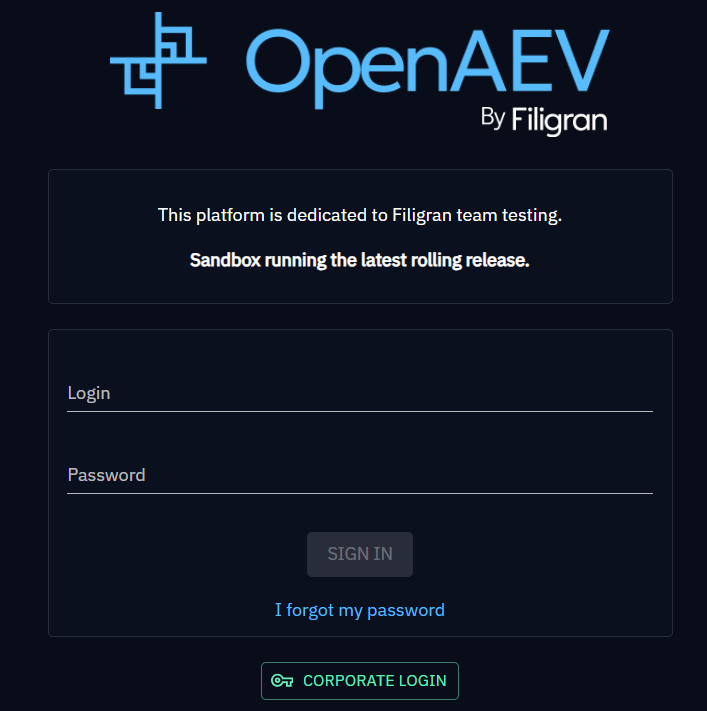 OpenAEV
By Filigran
This platform is dedicated to Filigran team testing.
Sandbox running the latest rolling release.
Login
Password
SIGN IN
I forgot my password
CORPORATE LOGIN